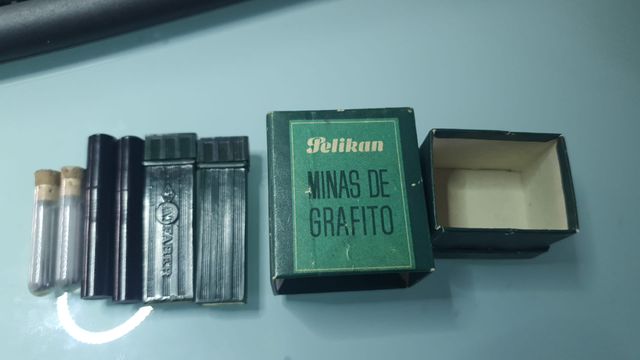 Pelikan
MINAS DE
GRAFITO
A.W.FABER